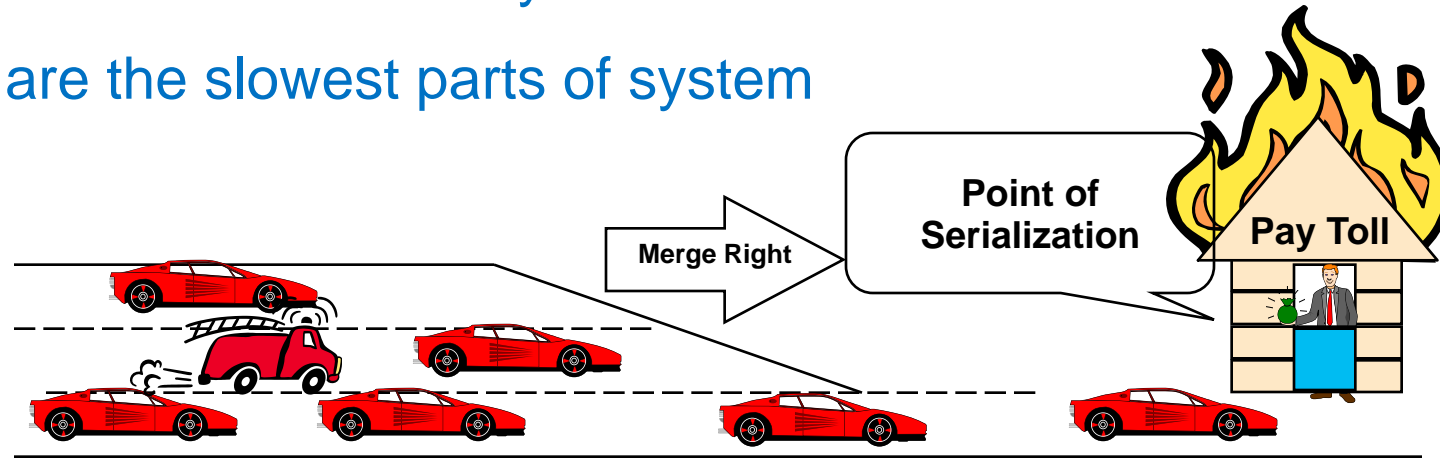 are the slowest parts of system
Point of
Serialization
Pay Toll
Merge Right